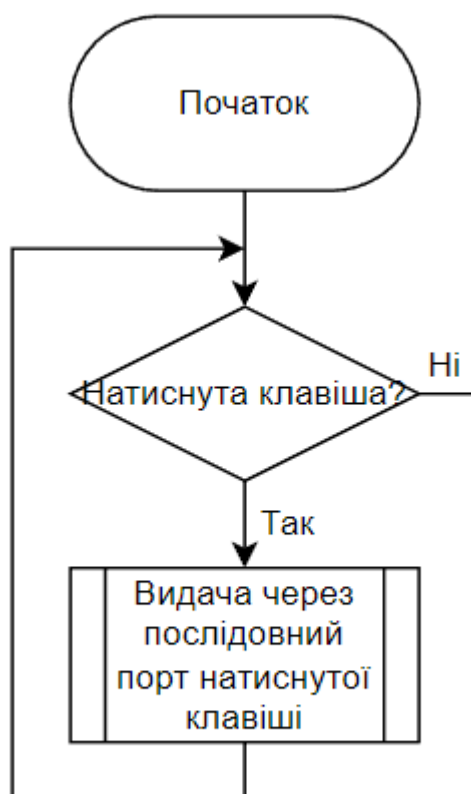 Початок
Натиснута клавіша?
Ні
Так
Видача через
послідовний
порт натиснутої
клавіші